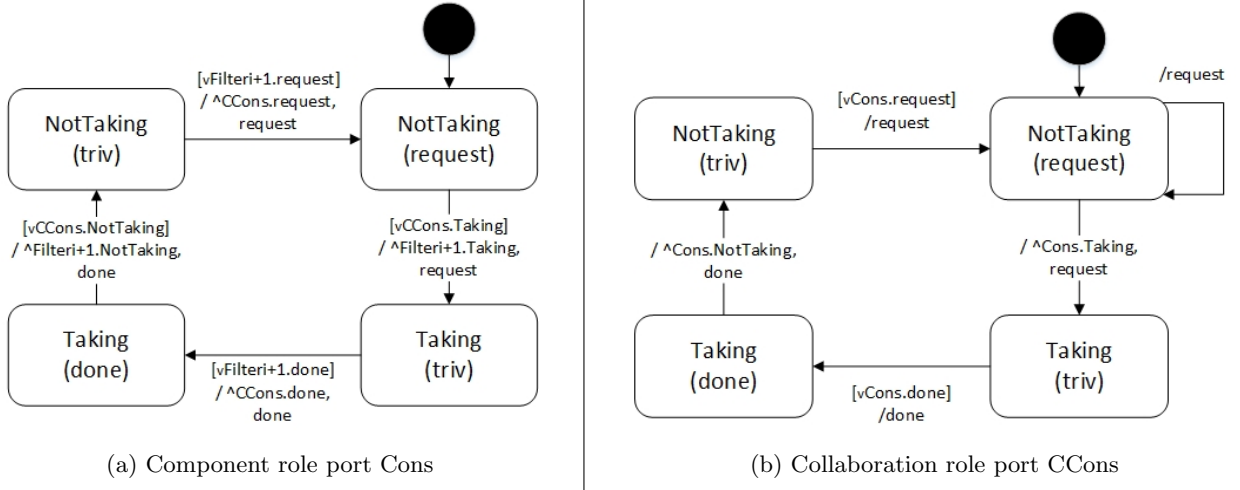 [vFilteri+1.request]
/ ^CCons.request,
request
NotTaking
(triv)
NotTaking
(request)
[vCCons.NotTaking]
/ ^Filteri+1.NotTaking,
done
[vCCons.Taking]
/ ^Filteri+1.Taking,
request
Taking
(done)
Taking
(triv)
[vFilteri+1.done]
/ ^CCons.done,
done
(a) Component role port Cons
/request
[vCons.request]
/request
NotTaking
(triv)
NotTaking
(request)
/ ^Cons.NotTaking,
done
/ ^Cons.Taking,
request
Taking
(done)
Taking
(triv)
[vCons.done]
/done
(b) Collaboration role port CCons